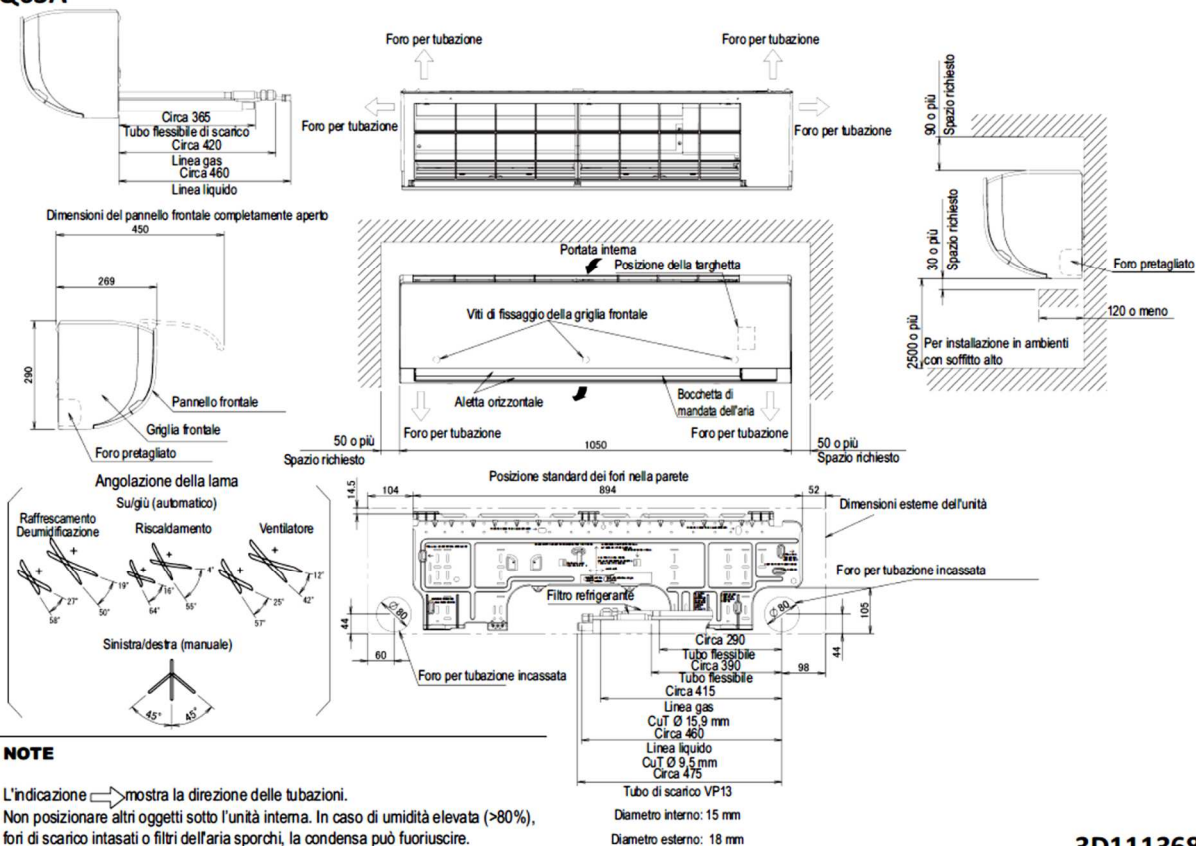 Foro per tubazione
Foro per tubazione
Foro per tubazione
Foro per tubazione
Circa 365
Tubo flessibile di scarico
Circa 420
Linea gas
Circa 460
Linea liquido
90 o più
Spazio richiesto
30 o più
Spazio richiesto
2500 o più
Foro pretagliato
120 o meno
Per installazione in ambienti
con soffitto alto
Dimensioni del pannello frontale completamente aperto
450
269
290
Pannello frontale
Griglia frontale
Foro pretagliato
Portata interna
Posizione della targhetta
Viti di fissaggio della griglia frontale
Aletta orizzontale
Bocchetta di
mandata dell'aria
Foro per tubazione
Foro per tubazione
50 o più
Spazio richiesto
1050
50 o più
Spazio richiesto
Angolazione della lama
Su/giù (automatico)
Raffrescamento
Deumidificazione
Riscaldamento
Ventilatore
27°
58°
19°
50°
16°
64°
4°
55°
25°
57°
12°
42°
Sinistra/destra (manuale)
45°
45°
Posizione standard dei fori nella parete
14.5
104
894
52
Dimensioni esterne dell'unità
Foro per tubazione incassata
Filtro refrigerante
Ø 80
Ø 80
44
60
105
44
98
Foro per tubazione incassata
Circa 290
Tubo flessibile
Circa 390
Tubo flessibile
Circa 415
Linea gas
CuT Ø 15,9 mm
Circa 460
Linea liquido
CuT Ø 9,5 mm
Circa 475
Tubo di scarico VP13
Diametro interno: 15 mm
Diametro esterno: 18 mm
NOTE
L'indicazione mostra la direzione delle tubazioni.
Non posizionare altri oggetti sotto l'unità interna. In caso di umidità elevata (>80%),
fori di scarico intasati o filtri dell'aria sporchi, la condensa può fuoriuscire.